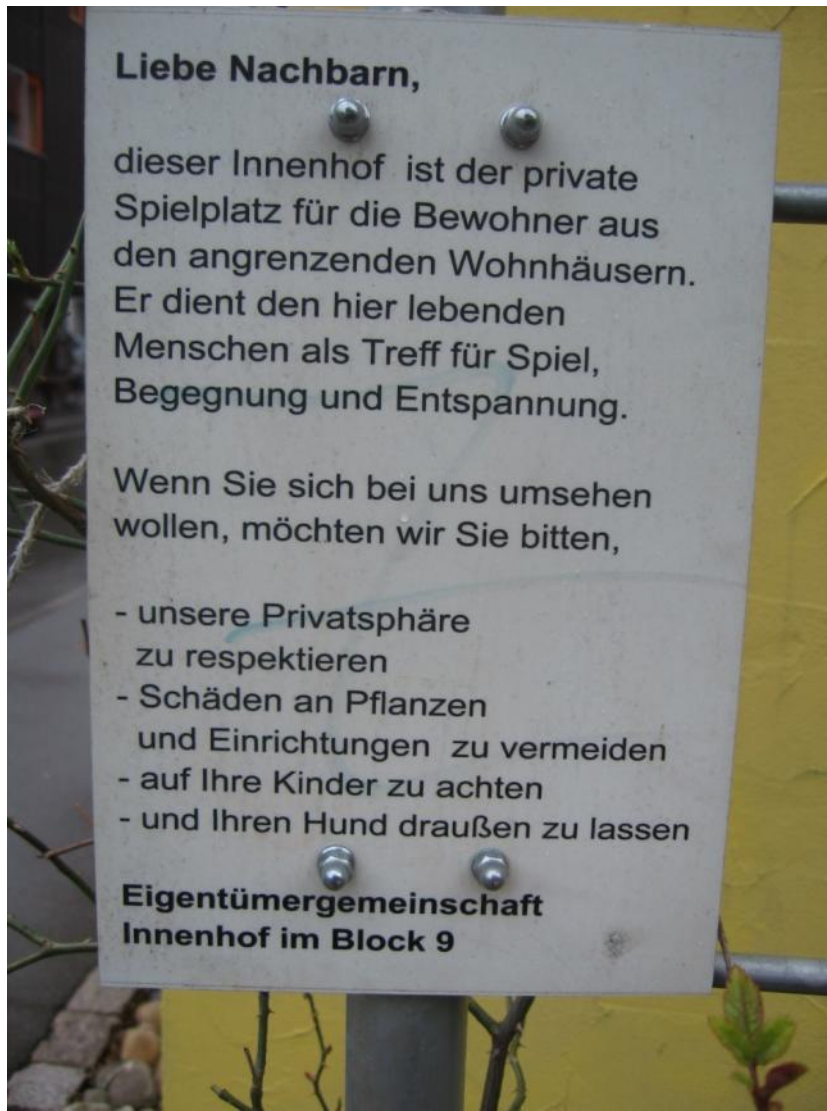 Liebe Nachbarn,
dieser Innenhof ist der private
Spielplatz für die Bewohner aus
den angrenzenden Wohnhäusern.
Er dient den hier lebenden
Menschen als Treff für Spiel,
Begegnung und Entspannung.
Wenn Sie sich bei uns umsehen
wollen, möchten wir Sie bitten,
- unsere Privatsphäre
zu respektieren
- Schäden an Pflanzen
und Einrichtungen zu vermeiden
- auf Ihre Kinder zu achten
- und Ihren Hund draußen zu lassen
Eigentümergemeinschaft
Innenhof im Block 9